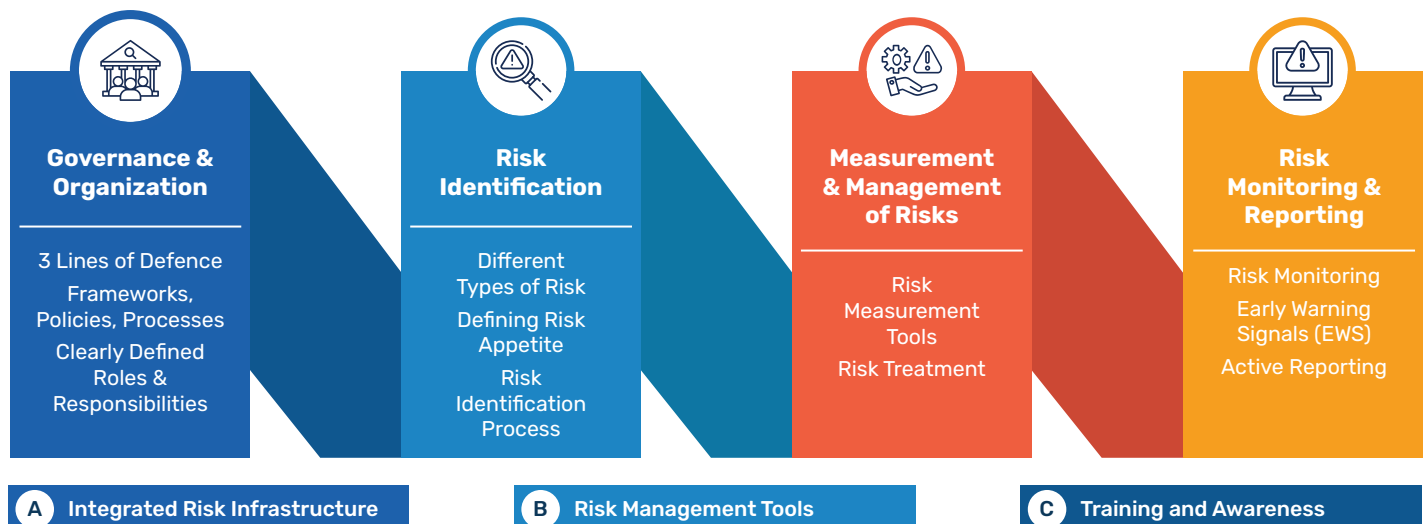 Governance &
Organization
3 Lines of Defence
Frameworks,
Policies, Processes
Clearly Defined
Roles &
Responsibilities
Risk
Identification
Different
Types of Risk
Defining Risk
Appetite
Risk
Identification
Process
Measurement
& Management
of Risks
Risk
Measurement
Tools
Risk Treatment
Risk
Monitoring &
Reporting
Risk Monitoring
Early Warning
Signals (EWS)
Active Reporting
A Integrated Risk Infrastructure
B Risk Management Tools
C Training and Awareness